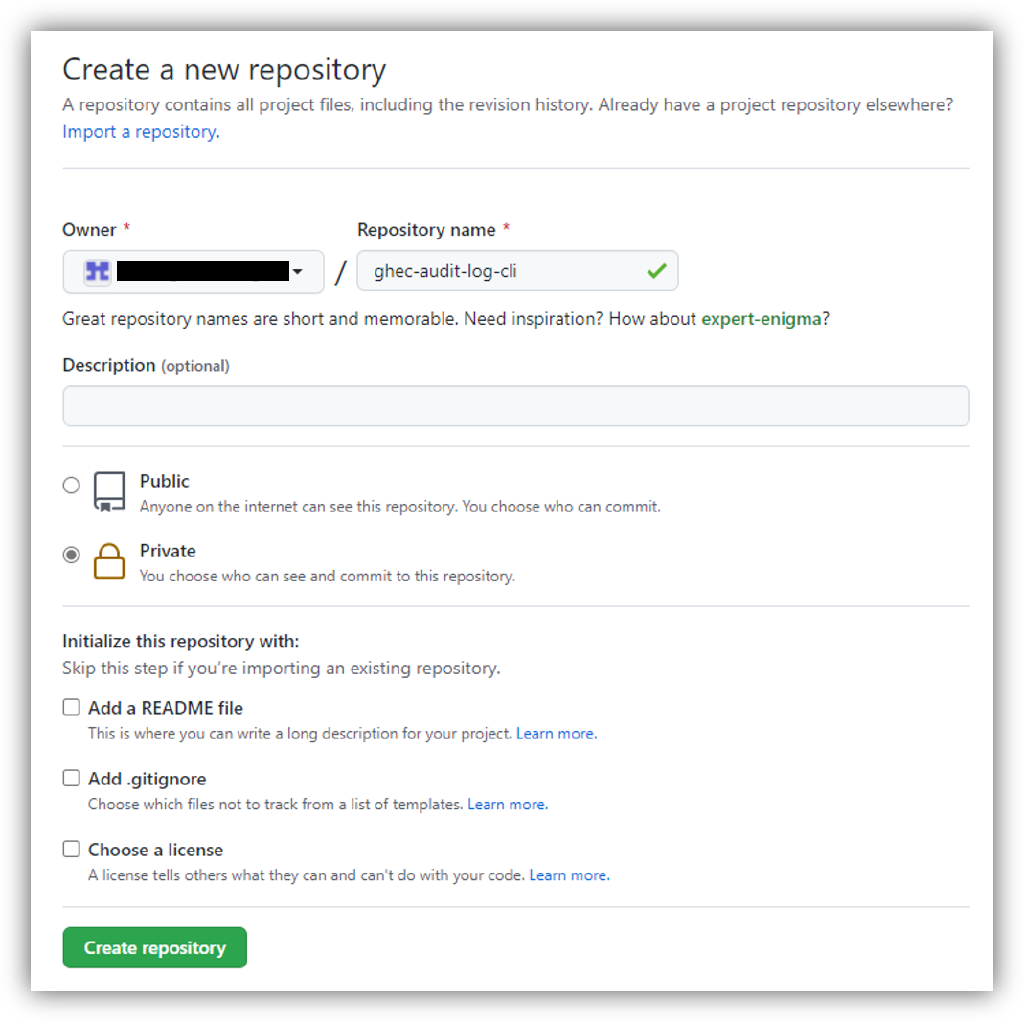 Create a new repository
A repository contains all project files, including the revision history. Already have a project repository elsewhere?
Import a repository.
Owner * Repository name *
/ ghec-audit-log-cli
Great repository names are short and memorable. Need inspiration? How about expert-enigma?
Description (optional)
Public
Anyone on the internet can see this repository. You choose who can commit.
Private
You choose who can see and commit to this repository.
Initialize this repository with:
Skip this step if you're importing an existing repository.
Add a README file
This is where you can write a long description for your project. Learn more.
Add .gitignore
Choose which files not to track from a list of templates. Learn more.
Choose a license
A license tells others what they can and can't do with your code. Learn more.
Create repository